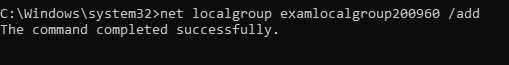 C:\Windows\system32>net localgroup examlocalgroup200960 /add
The command completed successfully.